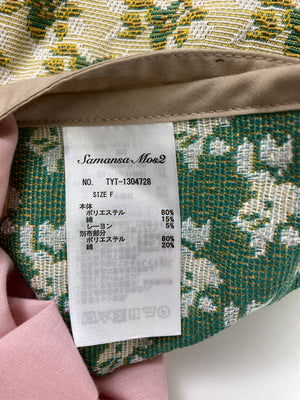 Samansa Mos2
NO. TYT-1304728
SIZE F
本体
ポリエステル 80%
綿 15%
レーヨン 5%
別布部分
ポリエステル 80%
綿 20%